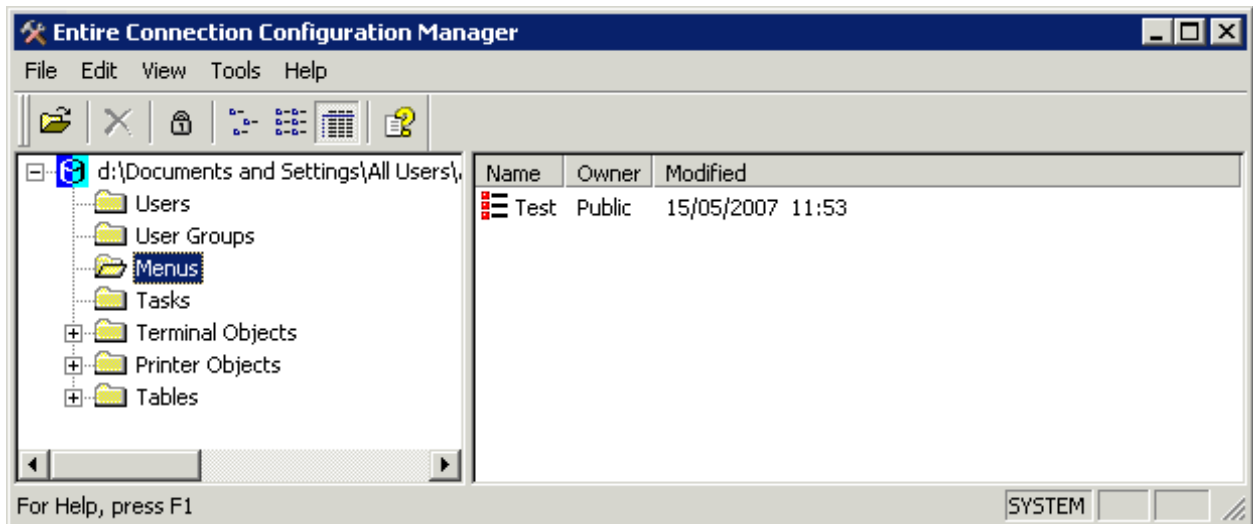 Entire Connection Configuration Manager
File Edit View Tools Help
d:\Documents and Settings\All Users\
Users
User Groups
Menus
Tasks
Terminal Objects
Printer Objects
Tables
Name Owner Modified
Test Public 15/05/2007 11:53
For Help, press F1
SYSTEM